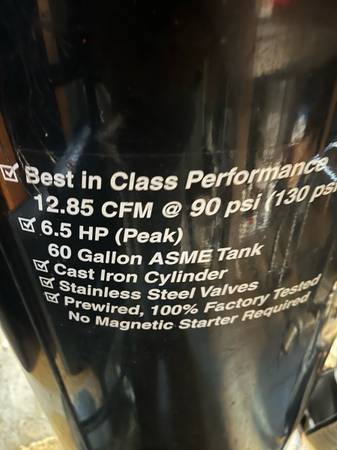 Best in Class Performance
12.85 CFM @ 90 psi (130 psi
6.5 HP (Peak)
60 Gallon ASME Tank
Cast Iron Cylinder
Stainless Steel Valves
Prewired, 100% Factory Tested
No Magnetic Starter Required